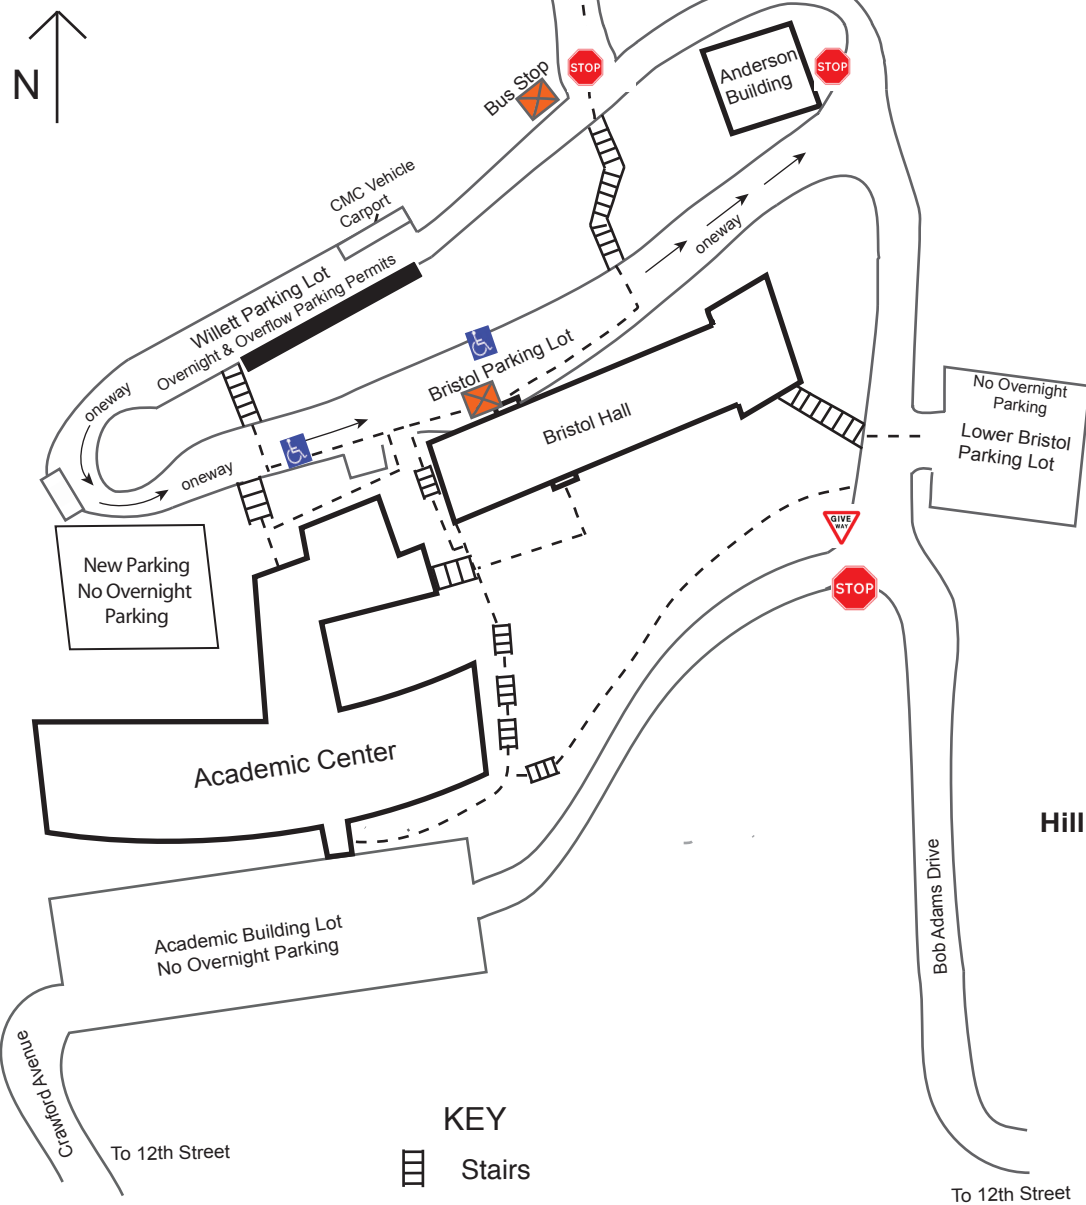 N
STOP
Bus Stop
Anderson
Building
STOP
CMC Vehicle
Carport
Willett Parking Lot
Overnight & Overflow Parking Permits
oneway
oneway
Bristol Parking Lot
oneway
Bristol Hall
No Overnight
Parking
Lower Bristol
Parking Lot
GIVE
WAY
STOP
New Parking
No Overnight
Parking
Academic Center
Hill
Academic Building Lot
No Overnight Parking
Bob Adams Drive
Crawford Avenue
To 12th Street
KEY
Stairs
To 12th Street